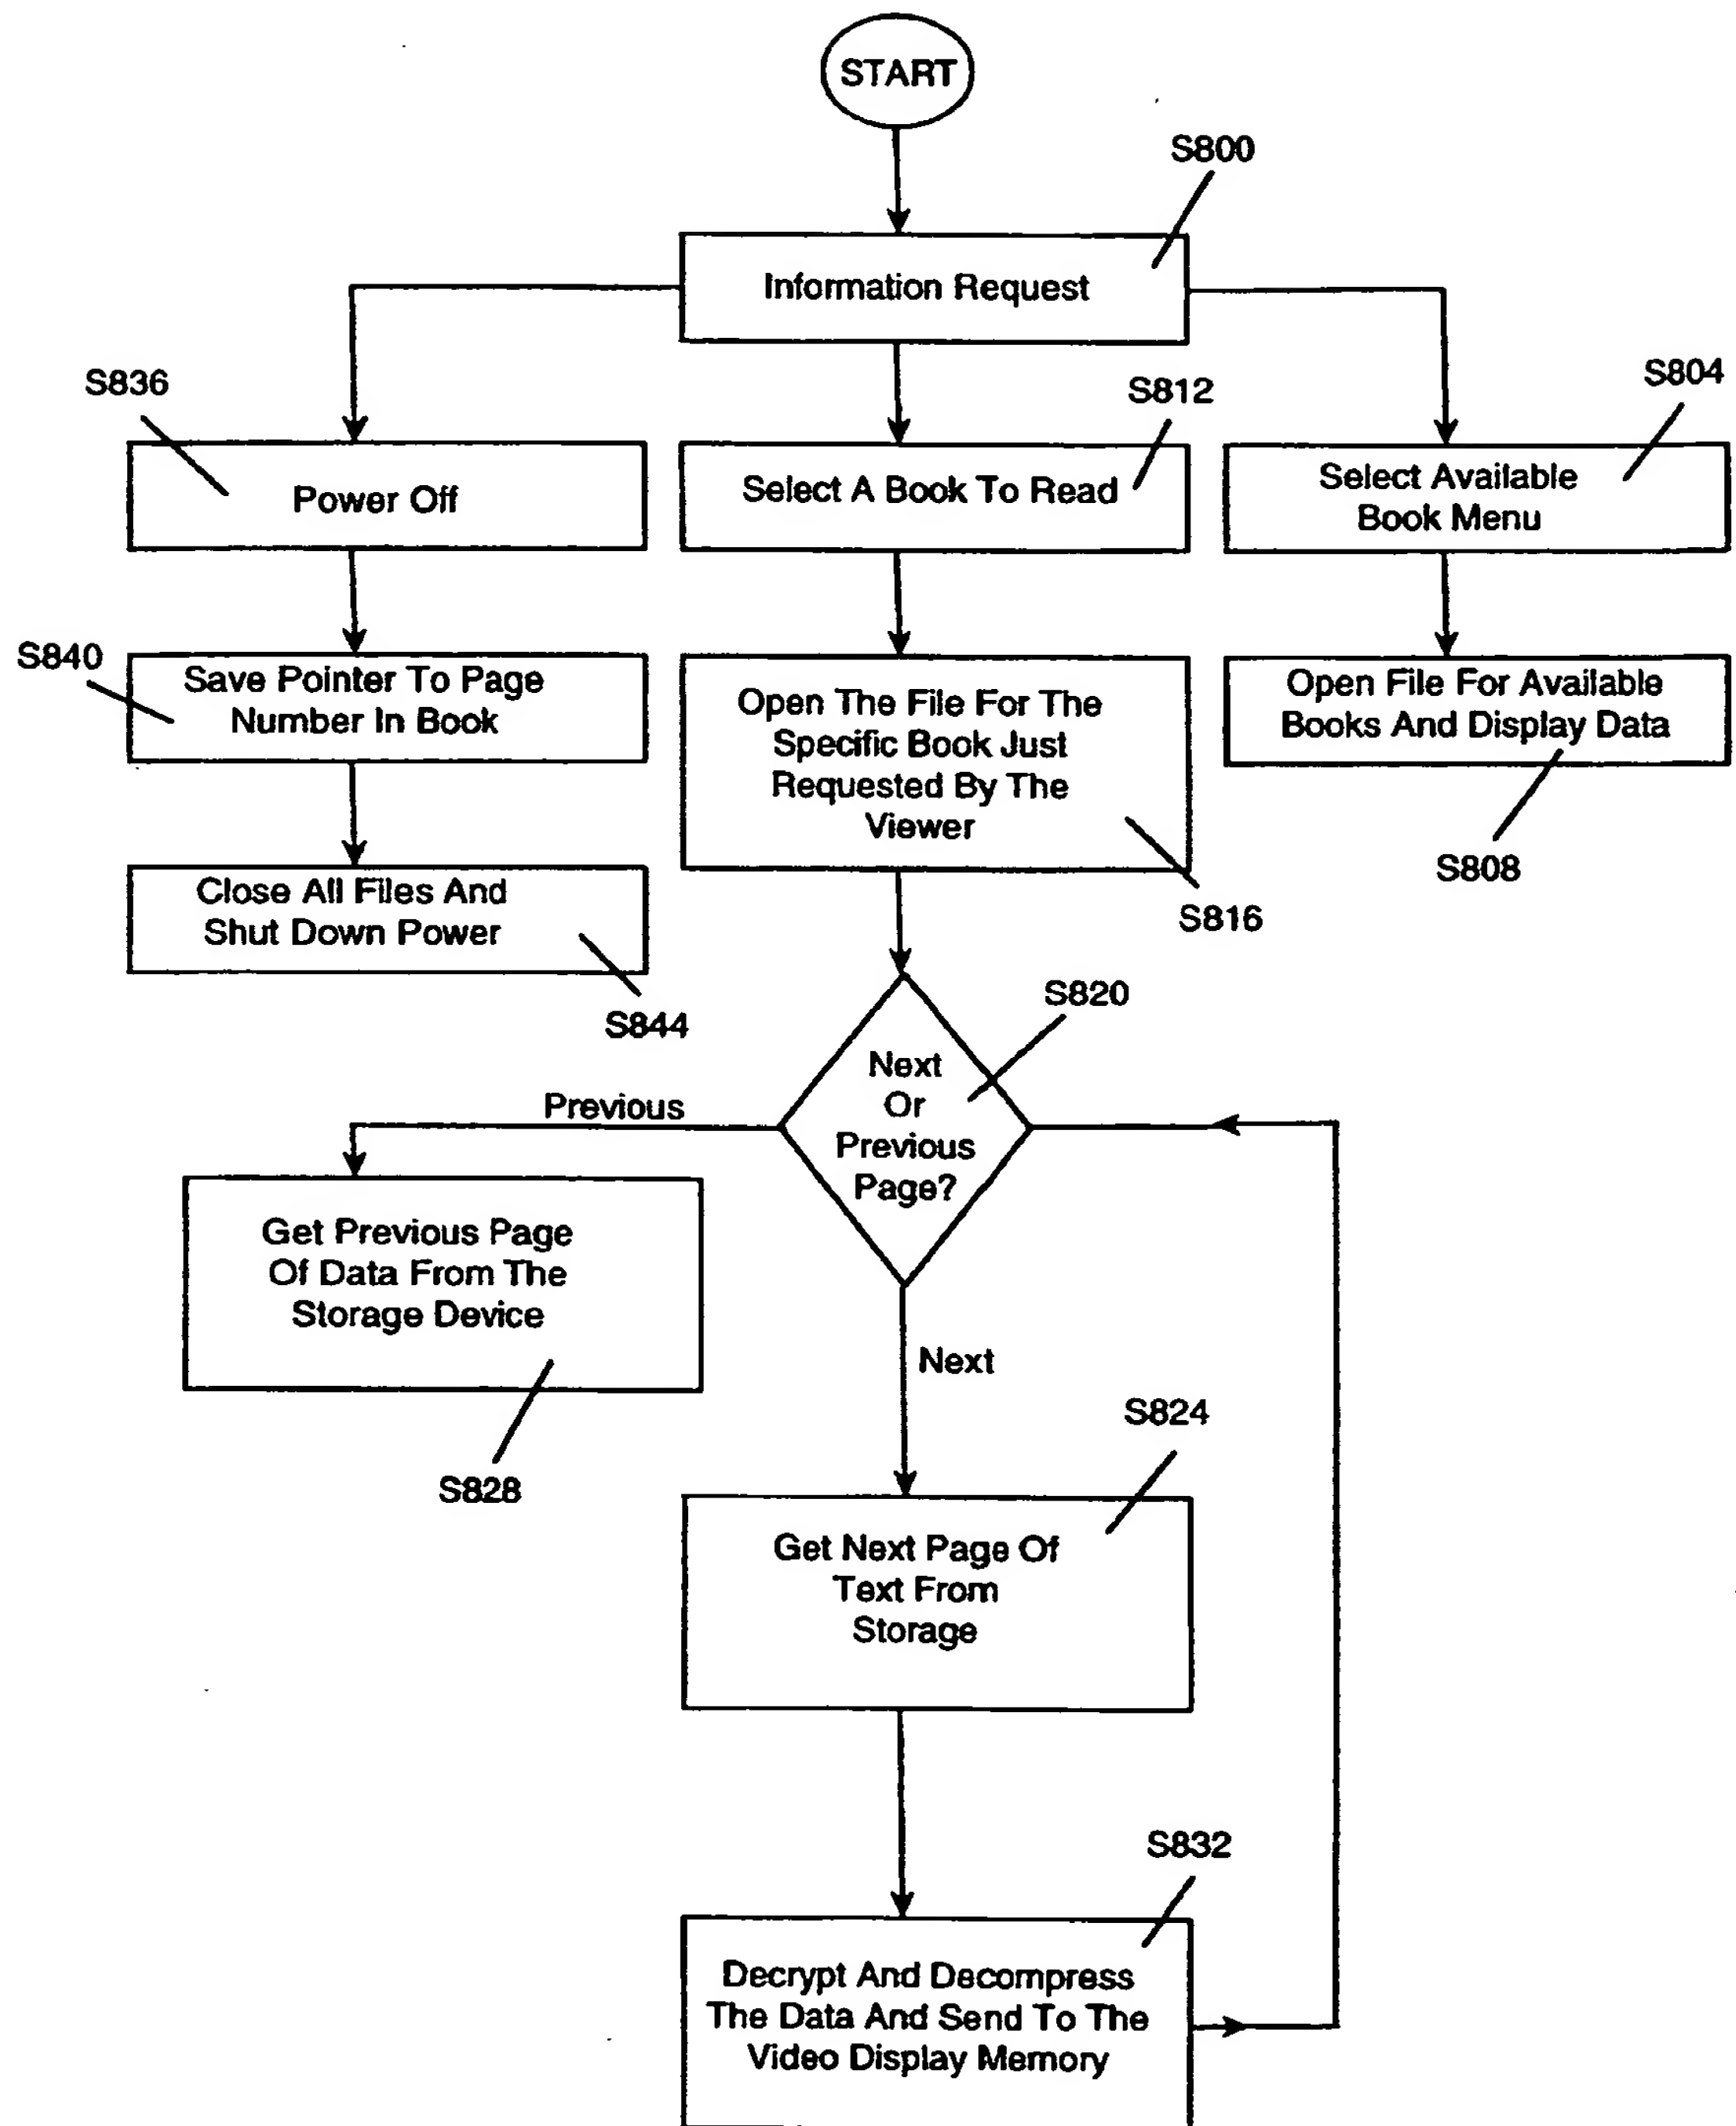 START
S800
Information Request
S836
S812
S804
Power Off
Select A Book To Read
Select Available
Book Menu
S840
Save Pointer To Page
Number In Book
Open The File For The
Specific Book Just
Requested By The
Viewer
Open File For Available
Books And Display Data
S808
Close All Files And
Shut Down Power
S816
S844
S820
Next
Or
Previous
Page?
Previous
Get Previous Page
Of Data From The
Storage Device
Next
S828
S824
Get Next Page Of
Text From
Storage
S832
Decrypt And Decompress
The Data And Send To The
Video Display Memory